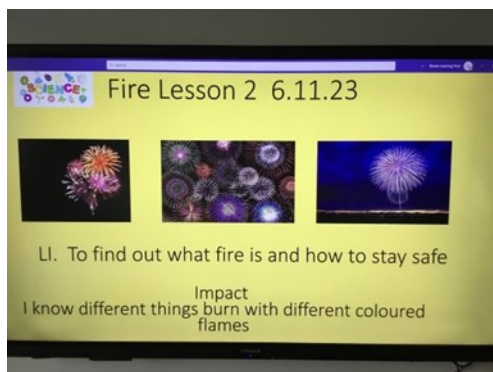 SCIENCE
Fire Lesson 2 6.11.23
LI. To find out what fire is and how to stay safe
Impact
I know different things burn with different coloured
flames